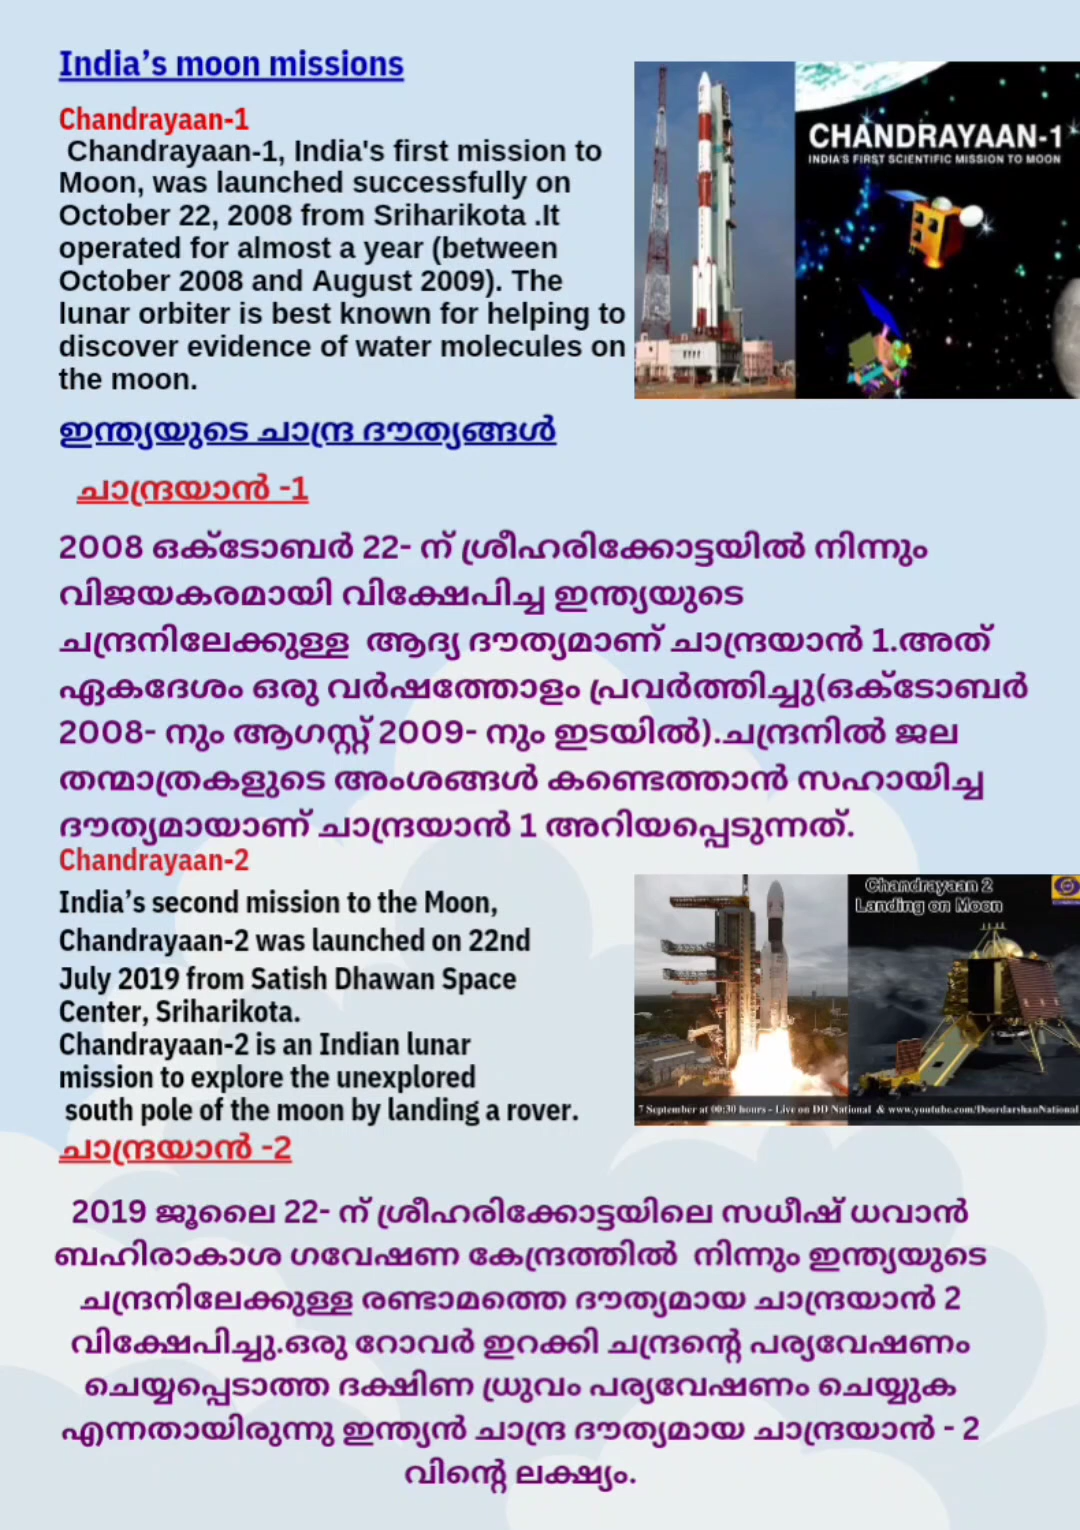 India’s moon missions
Chandrayaan-1
Chandrayaan-1, India's first mission to
Moon, was launched successfully on
October 22, 2008 from Sriharikota .It
operated for almost a year (between
October 2008 and August 2009). The
lunar orbiter is best known for helping to
discover evidence of water molecules on
the moon.
CHANDRAYAAN-1
INDIA'S FIRST SCIENTIFIC MISSION TO MOON
ഇന്ത്യയുടെ ചാന്ദ്ര ദൗത്യങ്ങൾ
ചാന്ദ്രയാൻ -1
2008 ഒക്ടോബർ 22- ന് ശ്രീഹരിക്കോട്ടയിൽ നിന്നും
വിജയകരമായി വിക്ഷേപിച്ച ഇന്ത്യയുടെ
ചന്ദ്രനിലേക്കുള്ള ആദ്യ ദൗത്യമാണ് ചാന്ദ്രയാൻ 1.അത്
ഏകദേശം ഒരു വർഷത്തോളം പ്രവർത്തിച്ചു(ഒക്ടോബർ
2008- നും ആഗസ്റ്റ് 2009- നും ഇടയിൽ).ചന്ദ്രനിൽ ജല
തന്മാത്രകളുടെ അംശങ്ങൾ കണ്ടെത്താൻ സഹായിച്ച
ദൗത്യമായാണ് ചാന്ദ്രയാൻ 1 അറിയപ്പെടുന്നത്.
Chandrayaan-2
India’s second mission to the Moon,
Chandrayaan-2 was launched on 22nd
July 2019 from Satish Dhawan Space
Center, Sriharikota.
Chandrayaan-2 is an Indian lunar
mission to explore the unexplored
south pole of the moon by landing a rover.
Chandrayaan 2
Landing on Moon
7 September at 00:30 hours - Live on DD National & www.youtube.com/DoordarshanNational
ചാന്ദ്രയാൻ -2
2019 ജൂലൈ 22- ന് ശ്രീഹരിക്കോട്ടയിലെ സധീഷ് ധവാൻ
ബഹിരാകാശ ഗവേഷണ കേന്ദ്രത്തിൽ നിന്നും ഇന്ത്യയുടെ
ചന്ദ്രനിലേക്കുള്ള രണ്ടാമത്തെ ദൗത്യമായ ചാന്ദ്രയാൻ 2
വിക്ഷേപിച്ചു.ഒരു റോവർ ഇറക്കി ചന്ദ്രന്റെ പര്യവേഷണം
ചെയ്യപ്പെടാത്ത ദക്ഷിണ ധ്രുവം പര്യവേഷണം ചെയ്യുക
എന്നതായിരുന്നു ഇന്ത്യൻ ചാന്ദ്ര ദൗത്യമായ ചാന്ദ്രയാൻ - 2
വിന്റെ ലക്ഷ്യം.